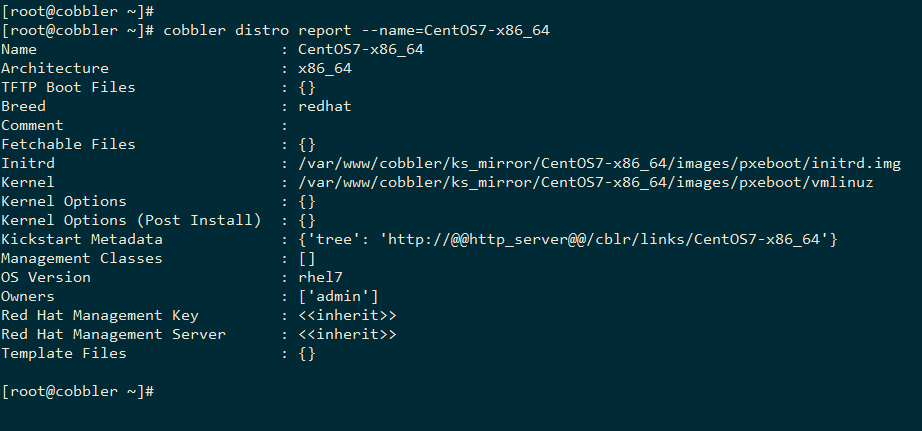 [root@cobbler ~]#
[root@cobbler ~]# cobbler distro report --name=CentOS7-x86_64
Name                           : CentOS7-x86_64
Architecture                   : x86_64
TFTP Boot Files                : {}
Breed                          : redhat
Comment                        :
Fetchable Files                : {}
Initrd                         : /var/www/cobbler/ks_mirror/CentOS7-x86_64/images/pxeboot/initrd.img
Kernel                         : /var/www/cobbler/ks_mirror/CentOS7-x86_64/images/pxeboot/vmlinuz
Kernel Options                 : {}
Kernel Options (Post Install)  : {}
Kickstart Metadata             : {'tree': 'http://@@http_server@@/cblr/links/CentOS7-x86_64'}
Management Classes             : []
OS Version                     : rhel7
Owners                         : ['admin']
Red Hat Management Key         : <<inherit>>
Red Hat Management Server      : <<inherit>>
Template Files                 : {}
[root@cobbler ~]#